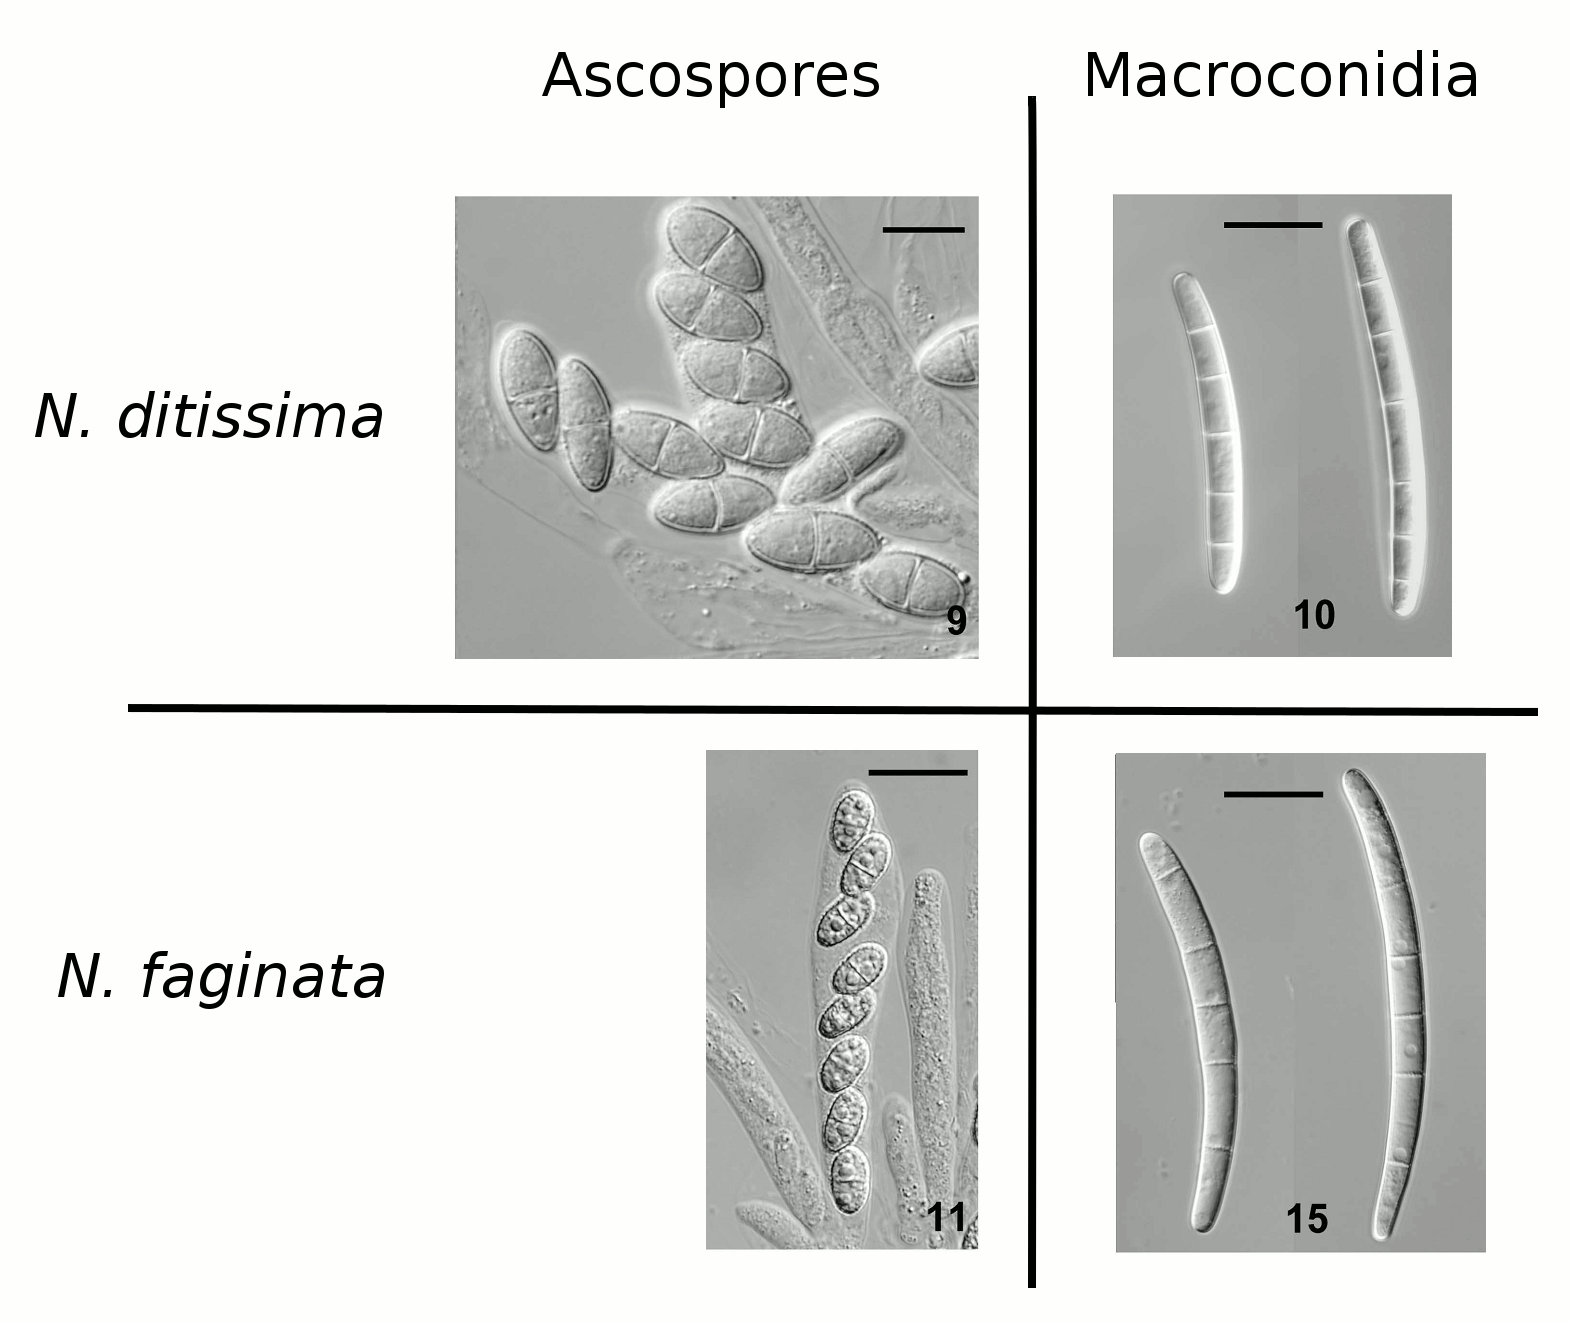 Ascospores
Macroconidia
N. ditissima
9
10
N. faginata
11
15